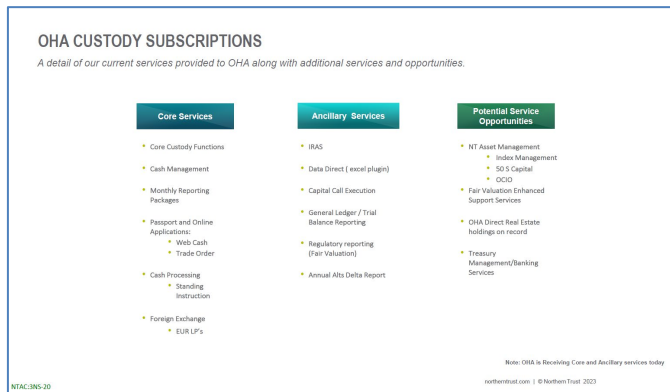 OHA CUSTODY SUBSCRIPTIONS
A detail of our current services provided to OHA along with additional services and opportunities.
Core Services
• Core Custody Functions
• Cash Management
• Monthly Reporting
Packages
• Passport and Online
Applications:
• Web Cash
• Trade Order
• Cash Processing
• Standing
Instruction
• Foreign Exchange
• EUR LP's
Ancillary Services
• IRAS
• Data Direct ( excel plugin)
• Capital Call Execution
• General Ledger / Trial
Balance Reporting
• Regulatory reporting
(Fair Valuation)
• Annual Alts Delta Report
Potential Service
Opportunities
• NT Asset Management
• Index Management
• 50 S Capital
• OCIO
• Fair Valuation Enhanced
Support Services
• OHA Direct Real Estate
holdings on record
• Treasury
Management/Banking
Services
Note: OHA is Receiving Core and Ancillary services today
northerntrust.com | © Northern Trust 2023
NTAC:3NS-20